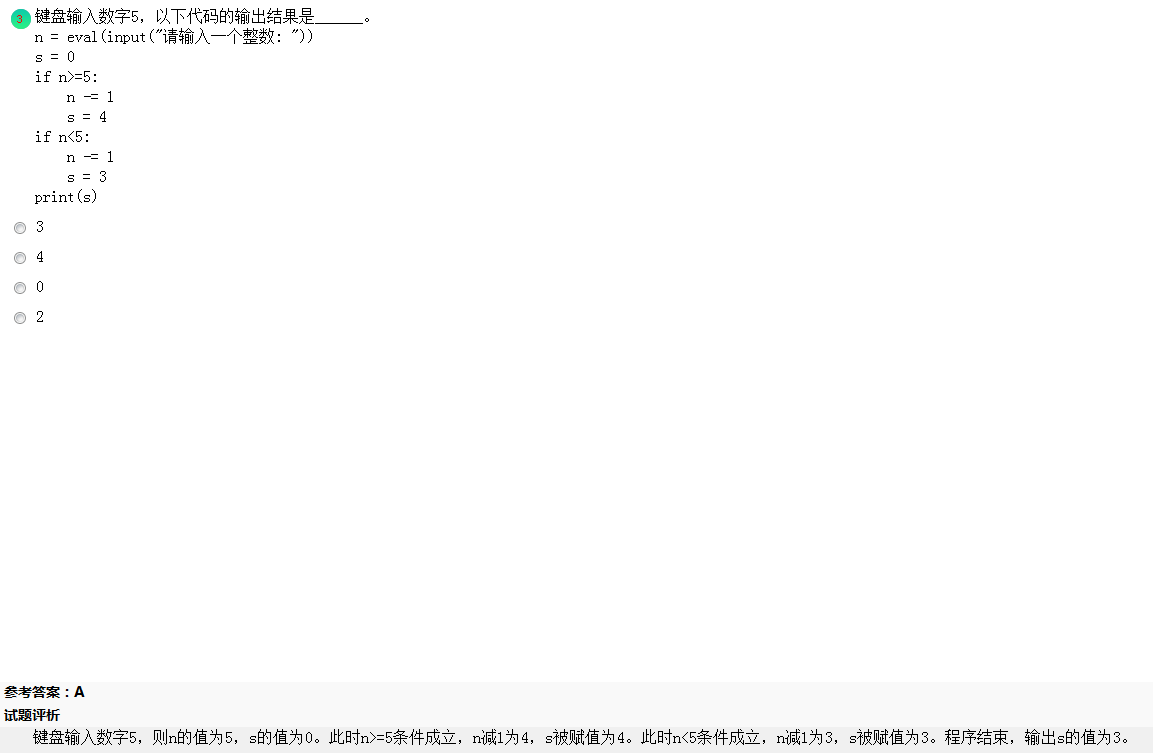 3 键盘输入数字5，以下代码的输出结果是______。
n = eval(input("请输入一个整数: "))
s = 0
if n>=5:
    n -= 1
    s = 4
if n<5:
    n -= 1
    s = 3
print(s)
3
4
0
2
参考答案：A
试题评析
键盘输入数字5，则n的值为5，s的值为0。此时n>=5条件成立，n减1为4，s被赋值为4。此时n<5条件成立，n减1为3，s被赋值为3。程序结束，输出s的值为3。